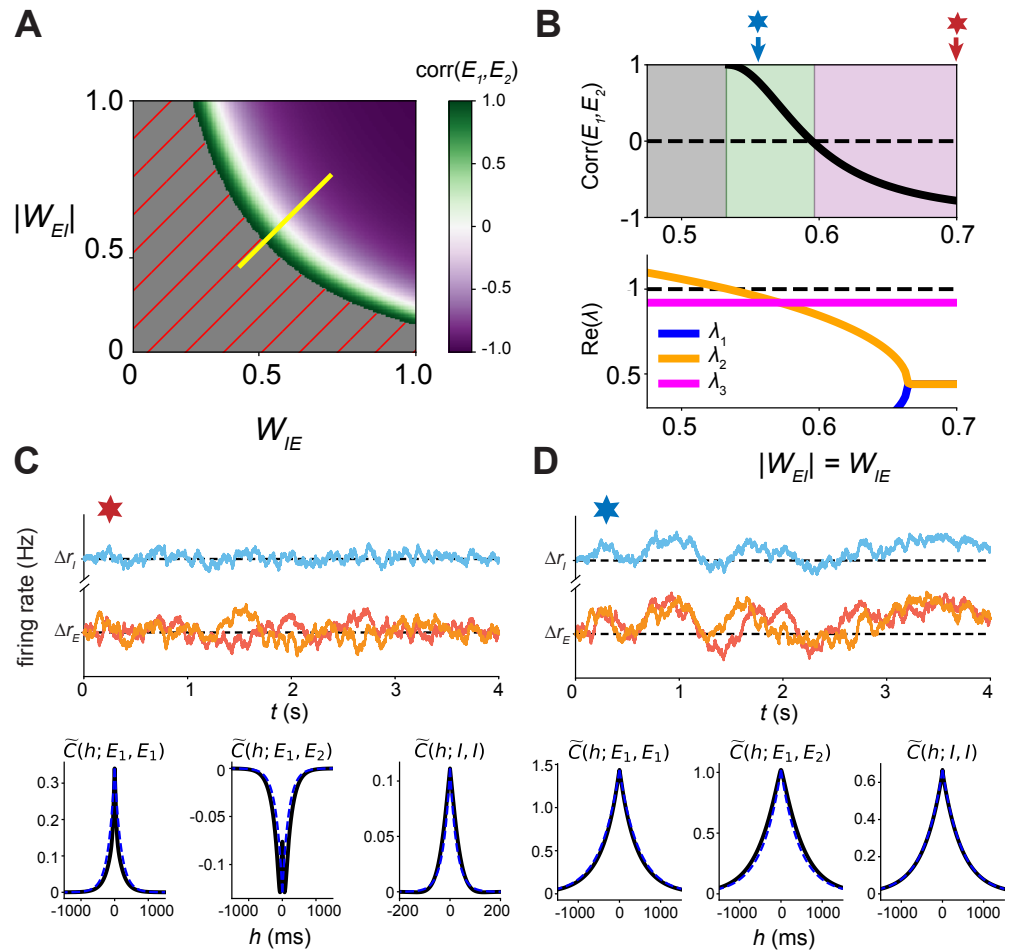 A
corr(E1,E2)
1.0
|WEI|
0.5
0
0
0.5
1.0
WIE
1.0
0.5
0
-0.5
-1.0
B
Corr(E1,E2)
1
0
-1
0.5
0.6
0.7
Re(λ)
1
0.5
λ1
λ2
λ3
0.5
0.6
0.7
|WEI| = WIE
C
firing rate (Hz)
ΔrI
ΔrE
0
1
2
3
4
t (s)
C̃(h; E1, E1)
0.3
0.2
0.1
0
-1000
0
1000
C̃(h; E1, E2)
0
-0.05
-0.1
-1000
0
1000
C̃(h; I, I)
0.1
0.05
0
-200
0
200
h (ms)
D
ΔrI
ΔrE
0
1
2
3
4
t (s)
C̃(h; E1, E1)
1.5
1.0
0.5
0
-1000
0
1000
C̃(h; E1, E2)
1.0
0.5
0
-1000
0
1000
C̃(h; I, I)
0.6
0.4
0.2
0
-1000
0
1000
h (ms)